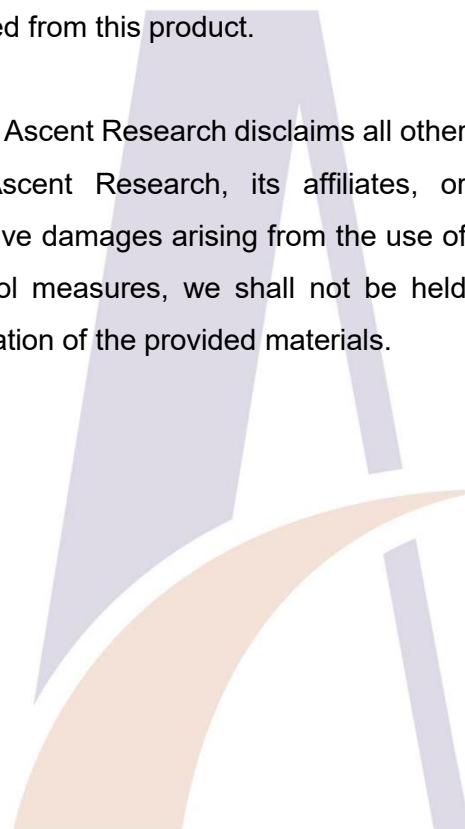 ed from this product.
Ascent Research disclaims all other
scent Research, its affiliates, or
ve damages arising from the use of
ol measures, we shall not be held
ation of the provided materials.